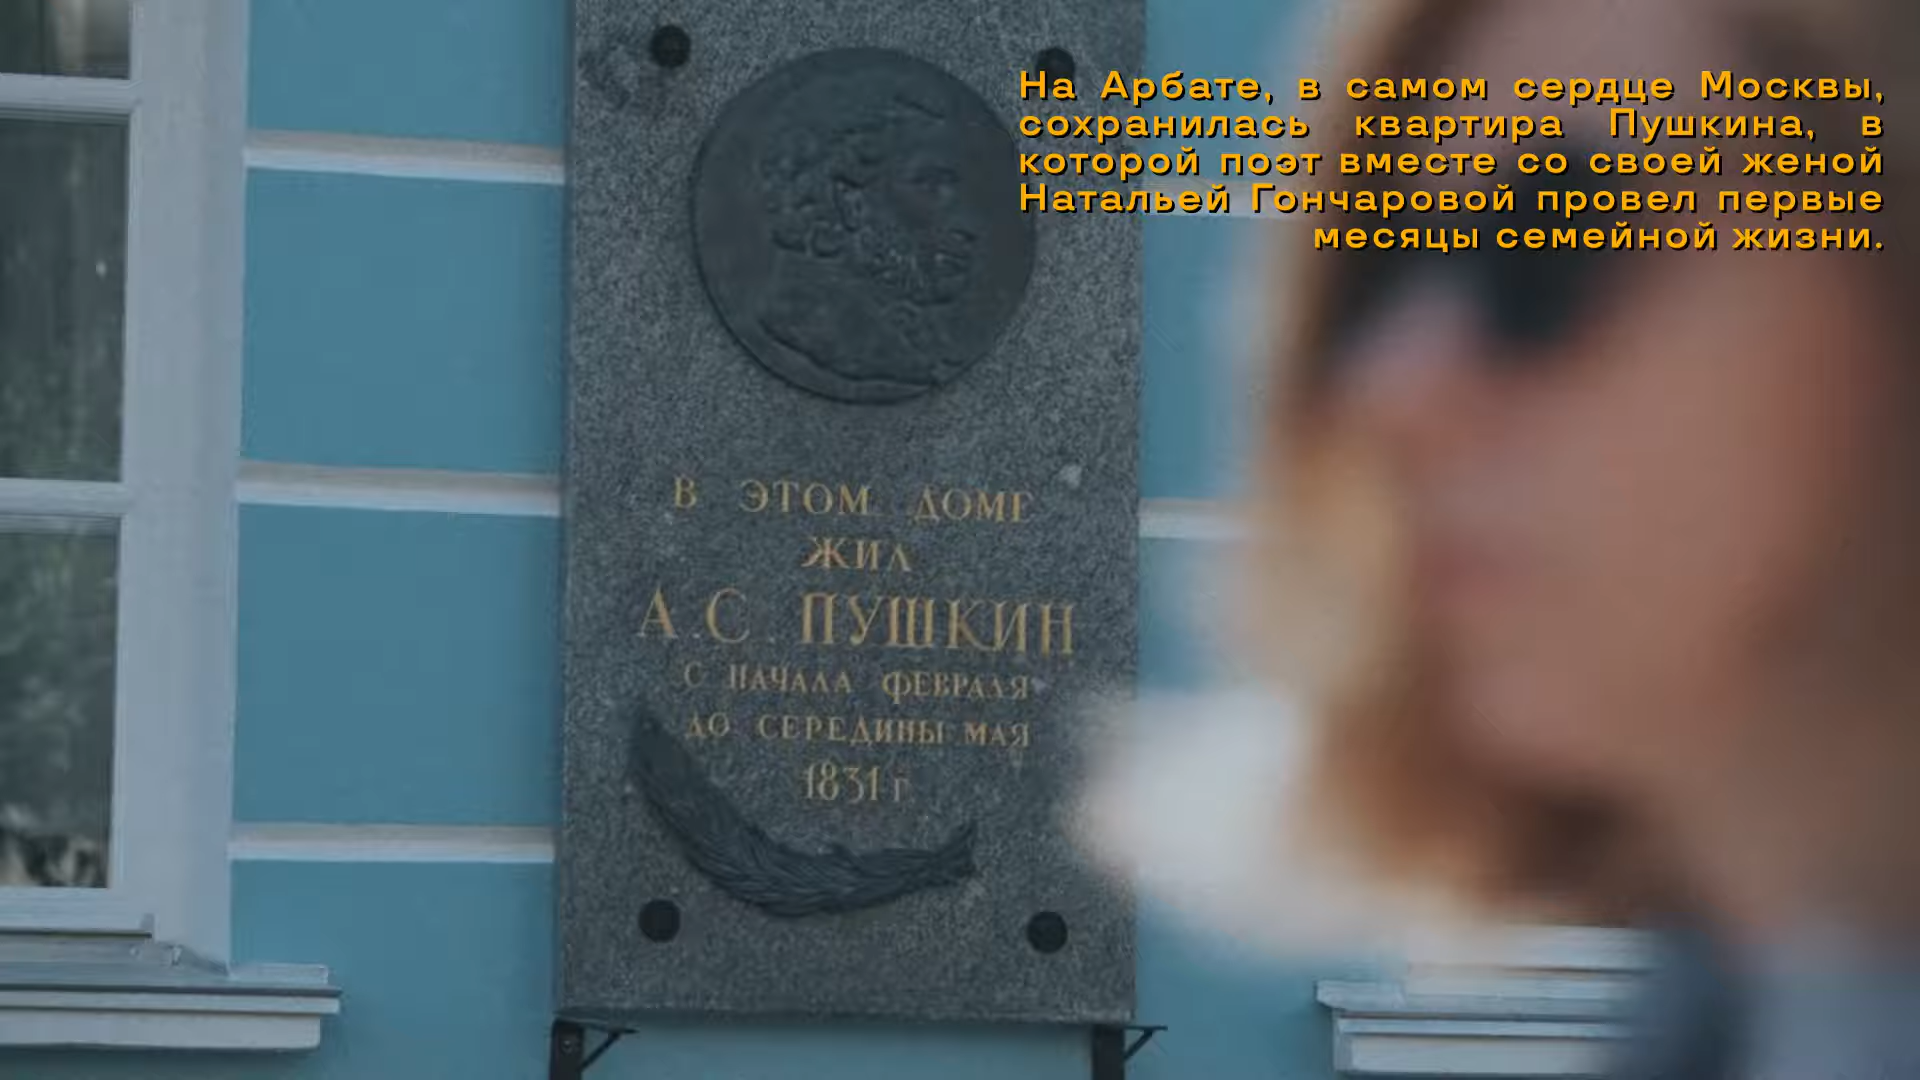 На Арбате, в самом сердце Москвы,
сохранилась квартира Пушкина, в
которой поэт вместе со своей женой
Натальей Гончаровой провел первые
месяцы семейной жизни.
В ЭТОМ ДОМЕ
ЖИЛ
А.С. ПУШКИН
С НАЧАЛА ФЕВРАЛЯ
ДО СЕРЕДИНЫ МАЯ
1831 г.